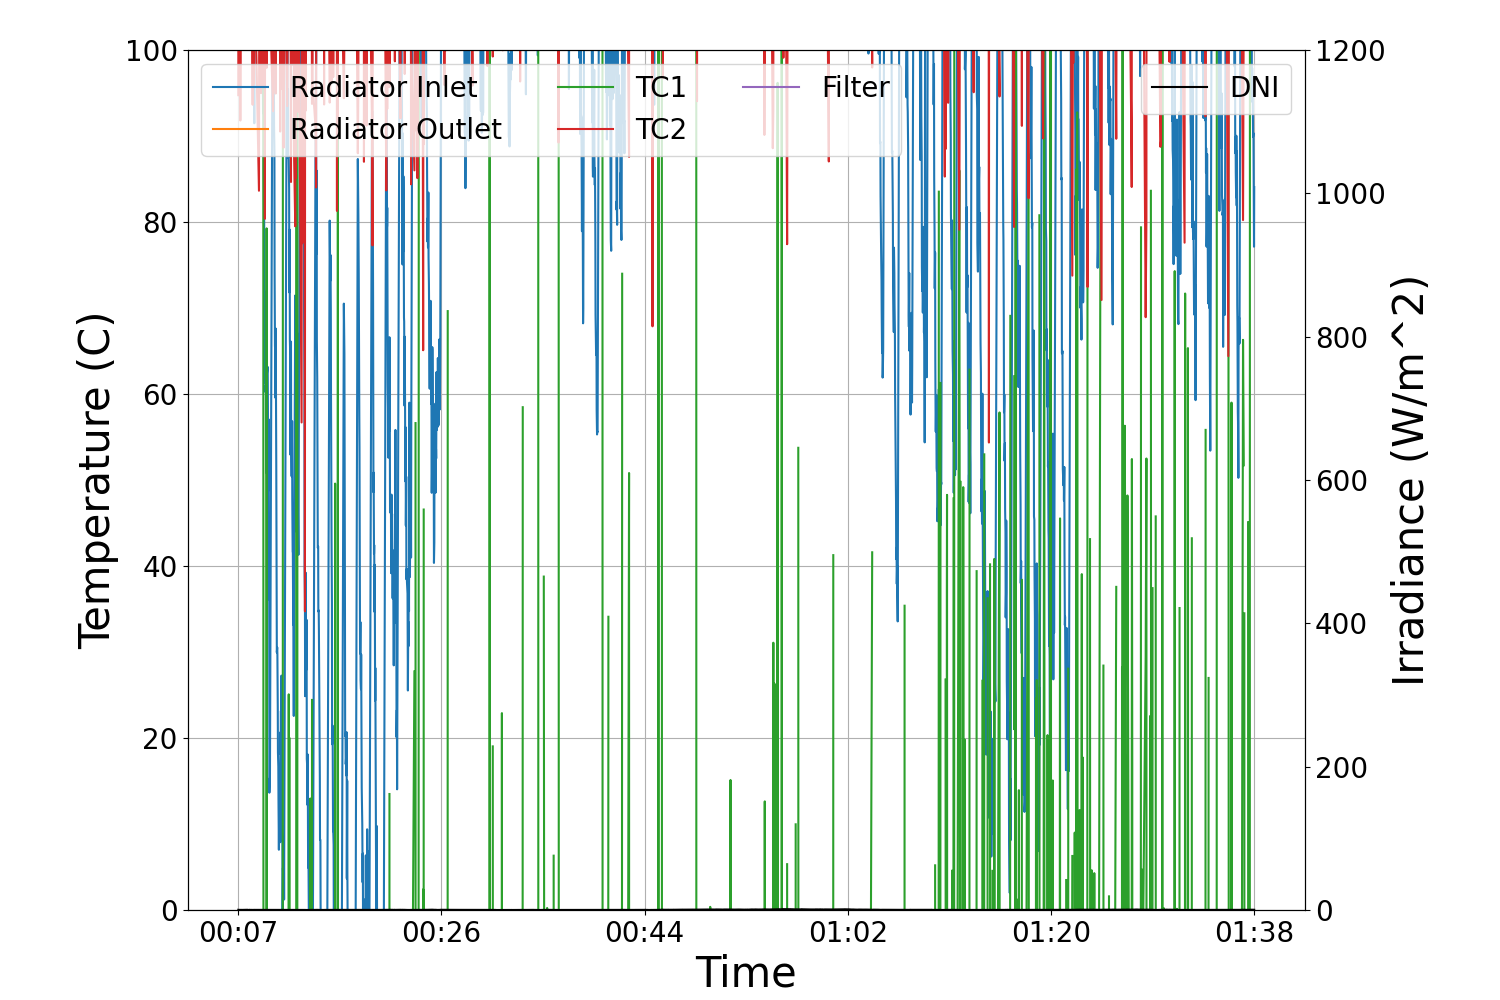 100
80
60
40
20
0
Temperature (C)
Radiator Inlet
Radiator Outlet
TC1
TC2
Filter
DNI
1200
1000
800
600
400
200
0
Irradiance (W/m^2)
00:07 00:26 00:44 01:02 01:20 01:38
Time